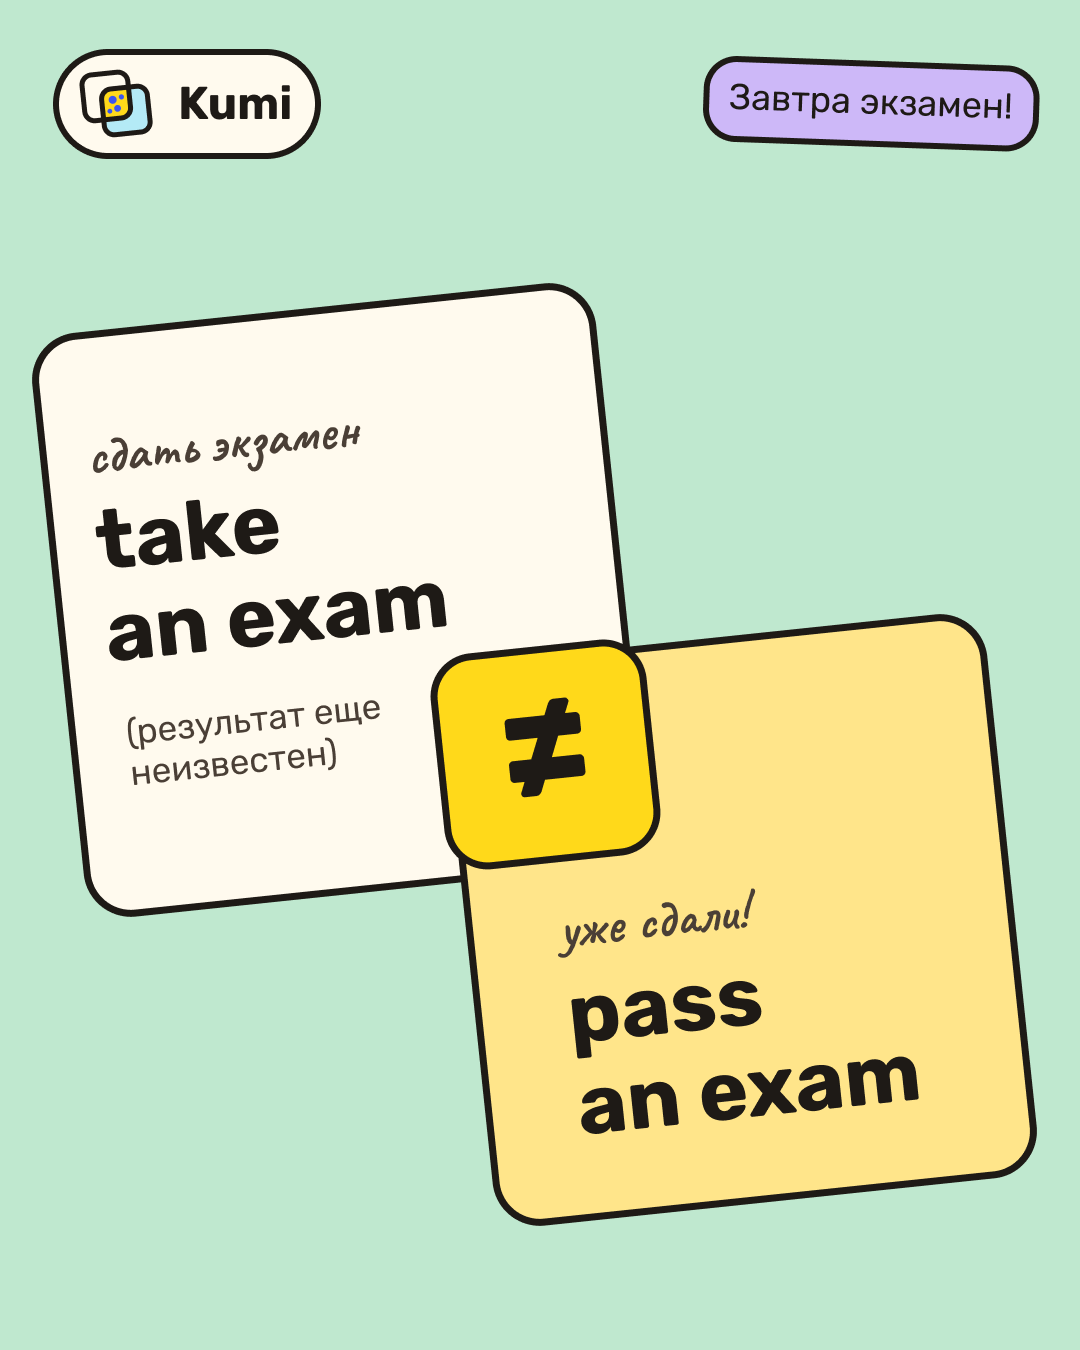 Kumi
Завтра экзамен!
сдать экзамен
take
an exam
(результат еще
неизвестен)
≠
уже сдали!
pass
an exam